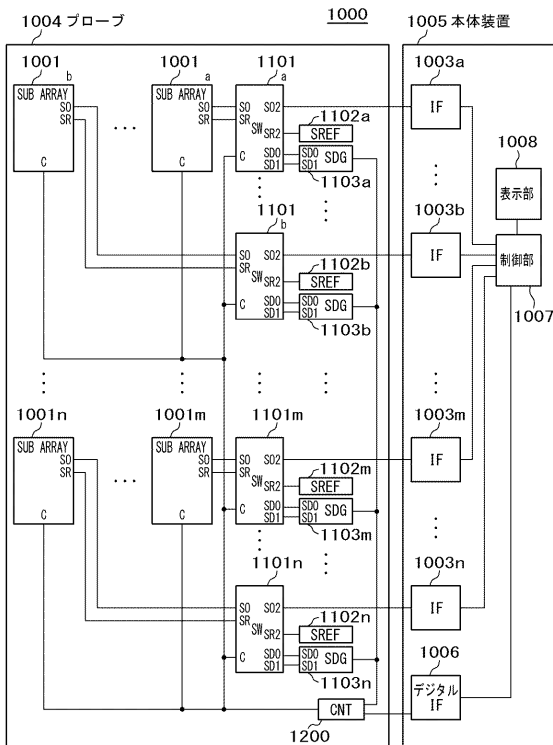 1000
1004 プローブ
1005 本体装置
1001
b
1001
a
1101
a
1003a
SUB ARRAY
SO
SR
C
...
SUB ARRAY
SO
SR
C
SO
SR
SW
C
SO2
SR2
SD0
SD1
1102a
SREF
SD0
SD1
SDG
1103a
IF
1008
表示部
1101
b
SO
SR
SW
C
SO2
SR2
SD0
SD1
1102b
SREF
SD0
SD1
SDG
1103b
1003b
IF
制御部
1007
1001n
SUB ARRAY
SO
SR
C
...
1001m
SUB ARRAY
SO
SR
C
1101m
SO
SR
SW
C
SO2
SR2
SD0
SD1
1102m
SREF
SD0
SD1
SDG
1103m
1003m
IF
1101n
SO
SR
SW
C
SO2
SR2
SD0
SD1
1102n
SREF
SD0
SD1
SDG
1103n
1003n
IF
1006
デジタル
IF
CNT
1200